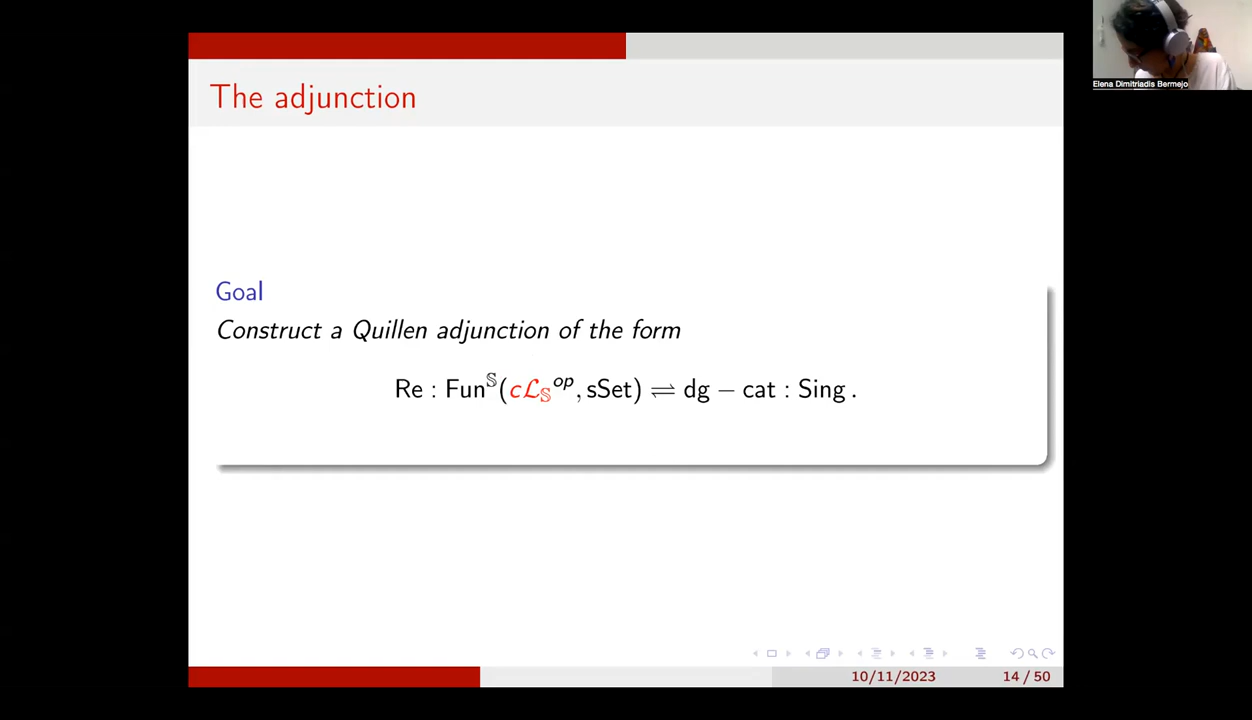 Elena Dimitriadis Bermejo
The adjunction
Goal
Construct a Quillen adjunction of the form
Re : Fun^𝕊(cℒ_𝕊^op, sSet) ⇌ dg − cat : Sing .
10/11/2023 14 / 50